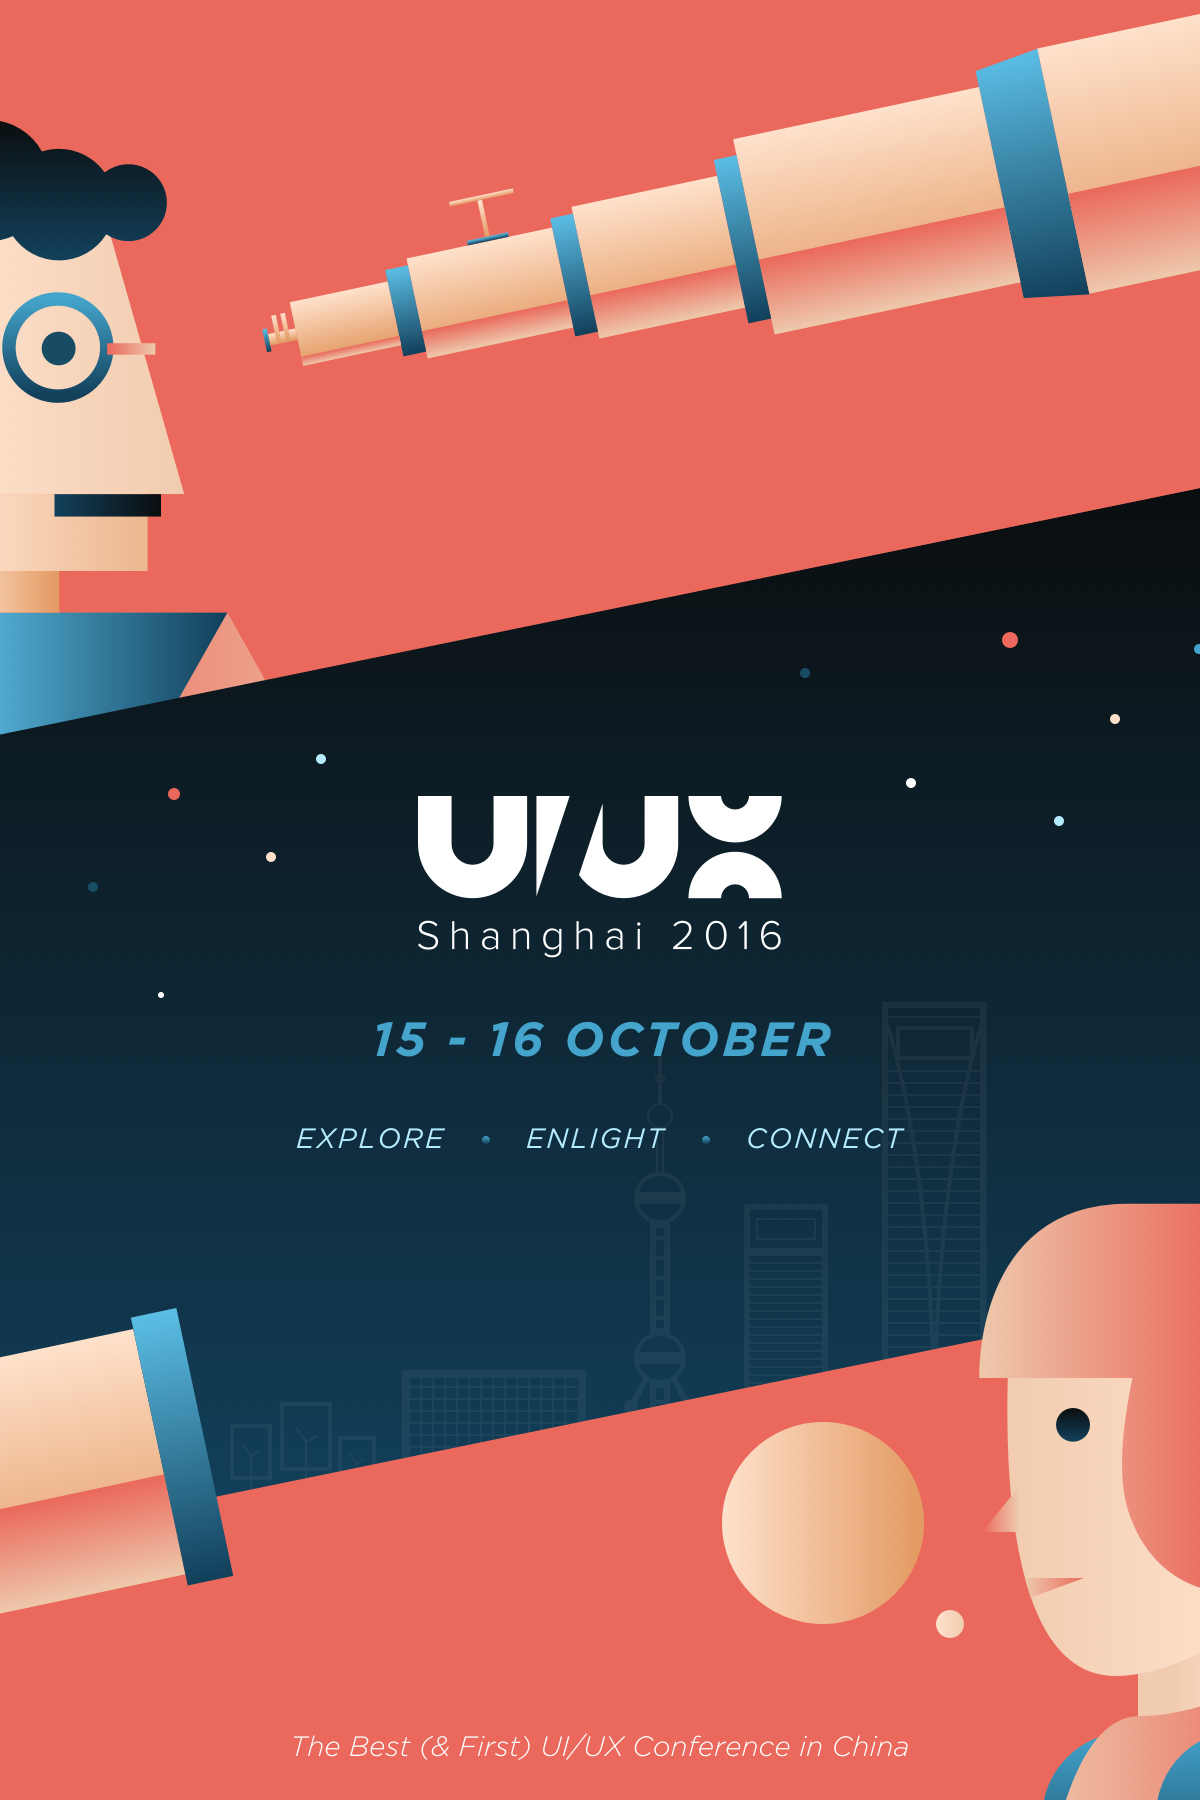 UI/UX
Shanghai 2016
15 - 16 OCTOBER
EXPLORE • ENLIGHT • CONNECT
The Best (& First) UI/UX Conference in China